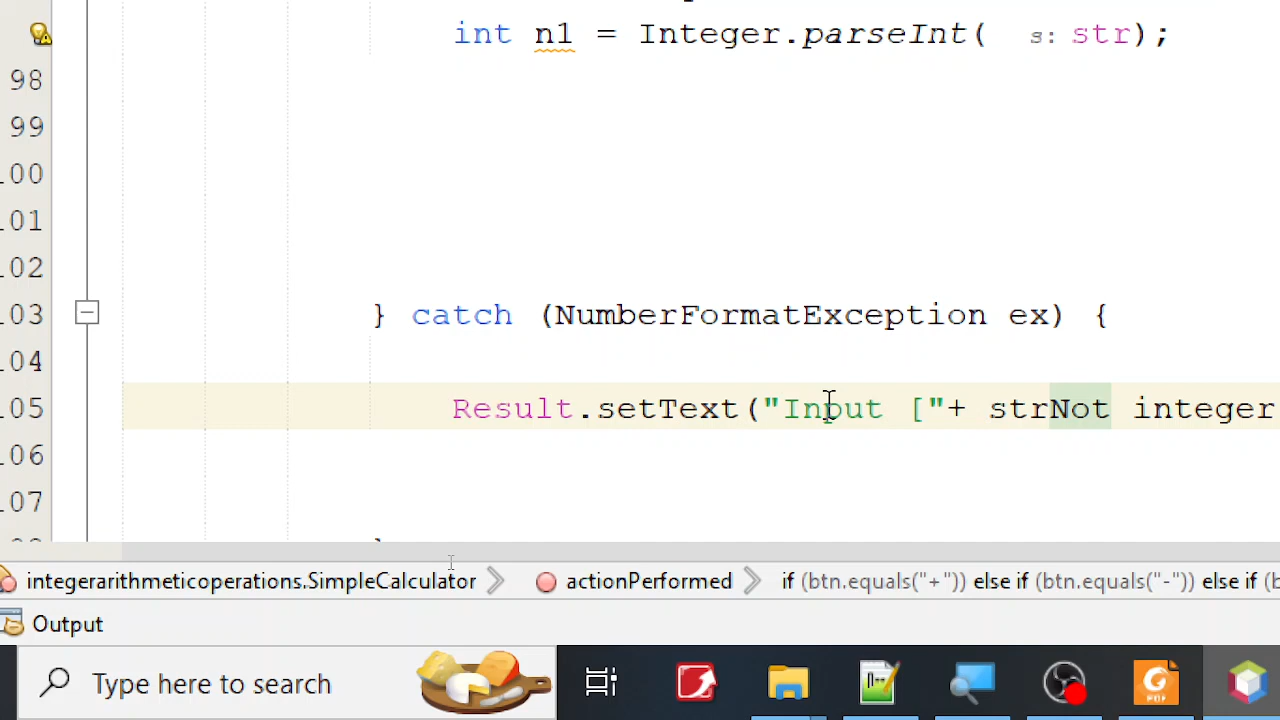 int n1 = Integer.parseInt( s: str);
98
99
100
101
102
103 } catch (NumberFormatException ex) {
104
105 Result.setText("Input ["+ strNot integer
106
107
}
integerarithmeticoperations.SimpleCalculator actionPerformed if (btn.equals("+")) else if (btn.equals("-")) else if (b
Output
Type here to search